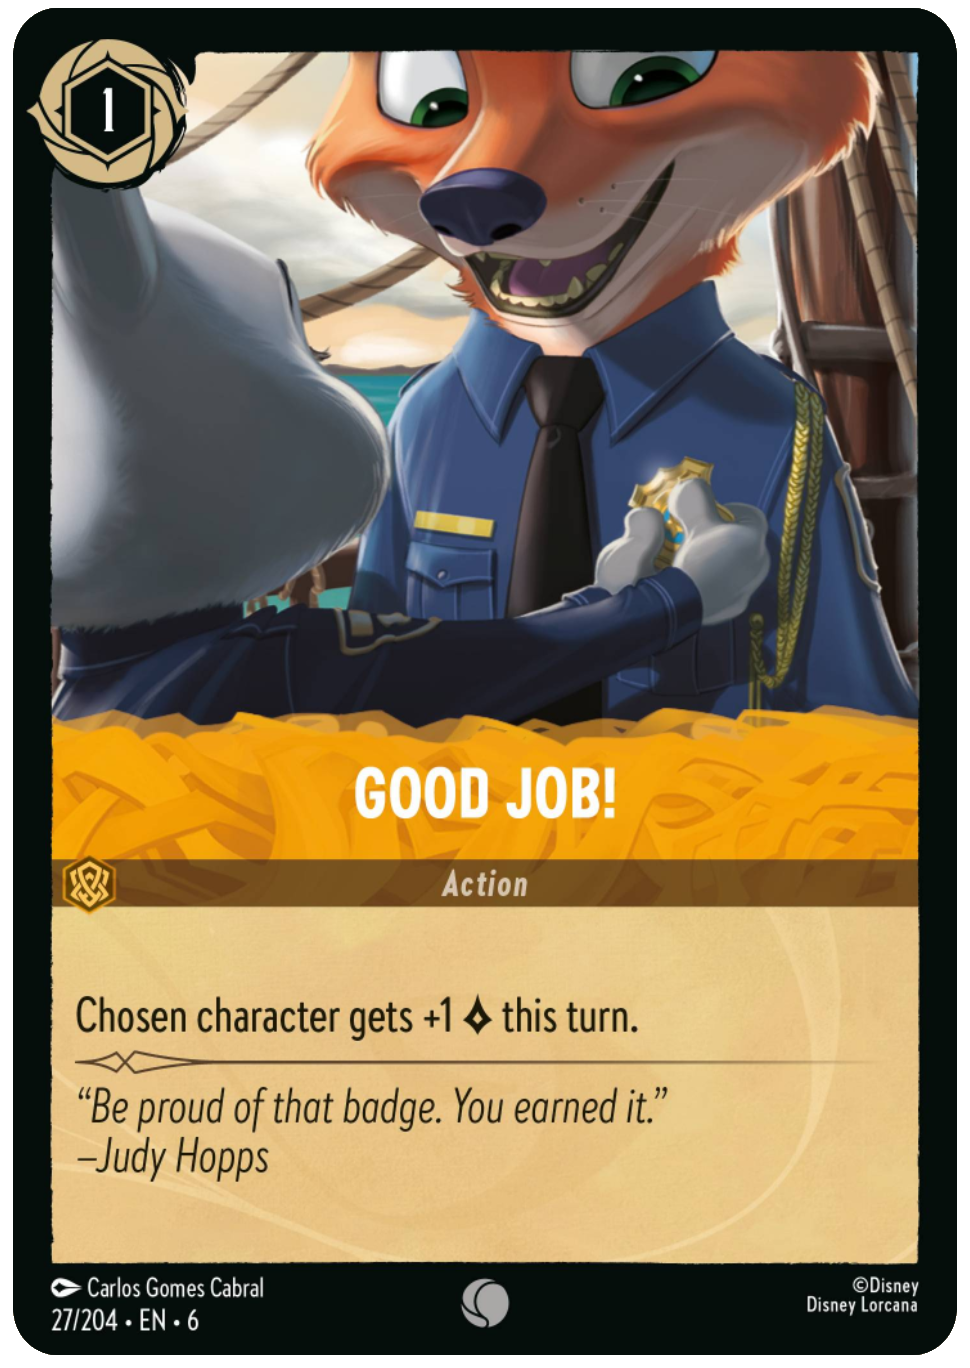 1
GOOD JOB!
Action
Chosen character gets +1 this turn.
“Be proud of that badge. You earned it.”
–Judy Hopps
Carlos Gomes Cabral
27/204 • EN • 6
©Disney
Disney Lorcana